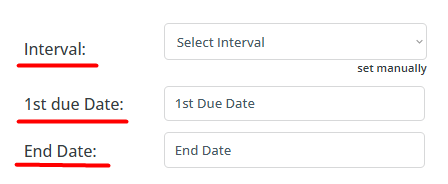 Interval: Select Interval
set manually
1st due Date: 1st Due Date
End Date: End Date